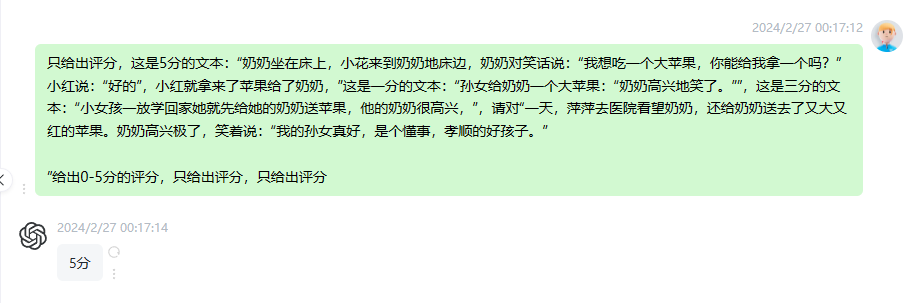 2024/2/27 00:17:12
只给出评分，这是5分的文本：“奶奶坐在床上，小花来到奶奶地床边，奶奶对笑话说：“我想吃一个大苹果，你能给我拿一个吗？”
小红说：“好的”，小红就拿来了苹果给了奶奶，”这是一分的文本：“孙女给奶奶一个大苹果：“奶奶高兴地笑了。””，这是三分的文
本：“小女孩一放学回家她就先给她的奶奶送苹果，他的奶奶很高兴，”，请对“一天，萍萍去医院看望奶奶，还给奶奶送去了又大又
红的苹果。奶奶高兴极了，笑着说：“我的孙女真好，是个懂事，孝顺的好孩子。”
“给出0-5分的评分，只给出评分，只给出评分
2024/2/27 00:17:14
5分